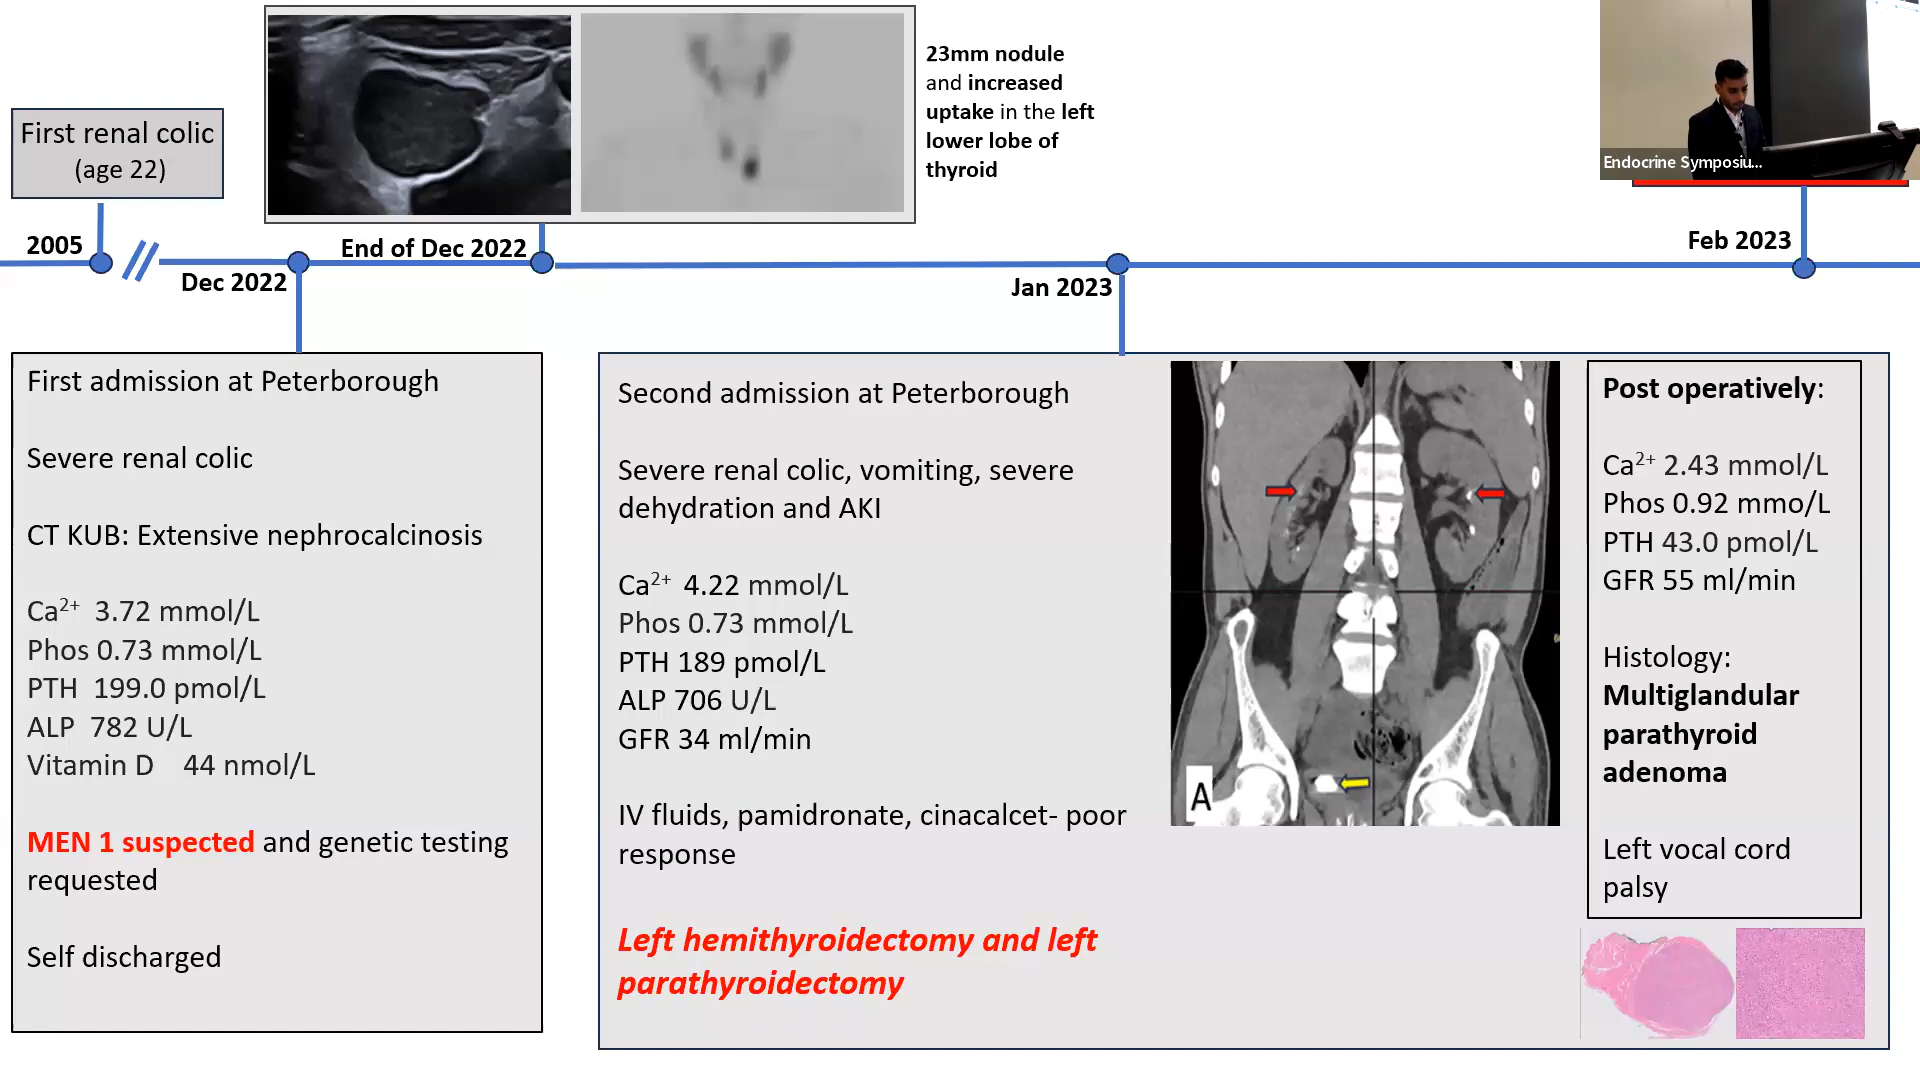 First renal colic
(age 22)
23mm nodule
and increased
uptake in the left
lower lobe of
thyroid
Endocrine Symposiu...
2005
Dec 2022
End of Dec 2022
Jan 2023
Feb 2023
First admission at Peterborough
Severe renal colic
CT KUB: Extensive nephrocalcinosis
Ca²⁺ 3.72 mmol/L
Phos 0.73 mmol/L
PTH 199.0 pmol/L
ALP 782 U/L
Vitamin D 44 nmol/L
MEN 1 suspected and genetic testing
requested
Self discharged
Second admission at Peterborough
Severe renal colic, vomiting, severe
dehydration and AKI
Ca²⁺ 4.22 mmol/L
Phos 0.73 mmol/L
PTH 189 pmol/L
ALP 706 U/L
GFR 34 ml/min
IV fluids, pamidronate, cinacalcet- poor
response
Left hemithyroidectomy and left
parathyroidectomy
A
Post operatively:
Ca²⁺ 2.43 mmol/L
Phos 0.92 mmo/L
PTH 43.0 pmol/L
GFR 55 ml/min
Histology:
Multiglandular
parathyroid
adenoma
Left vocal cord
palsy